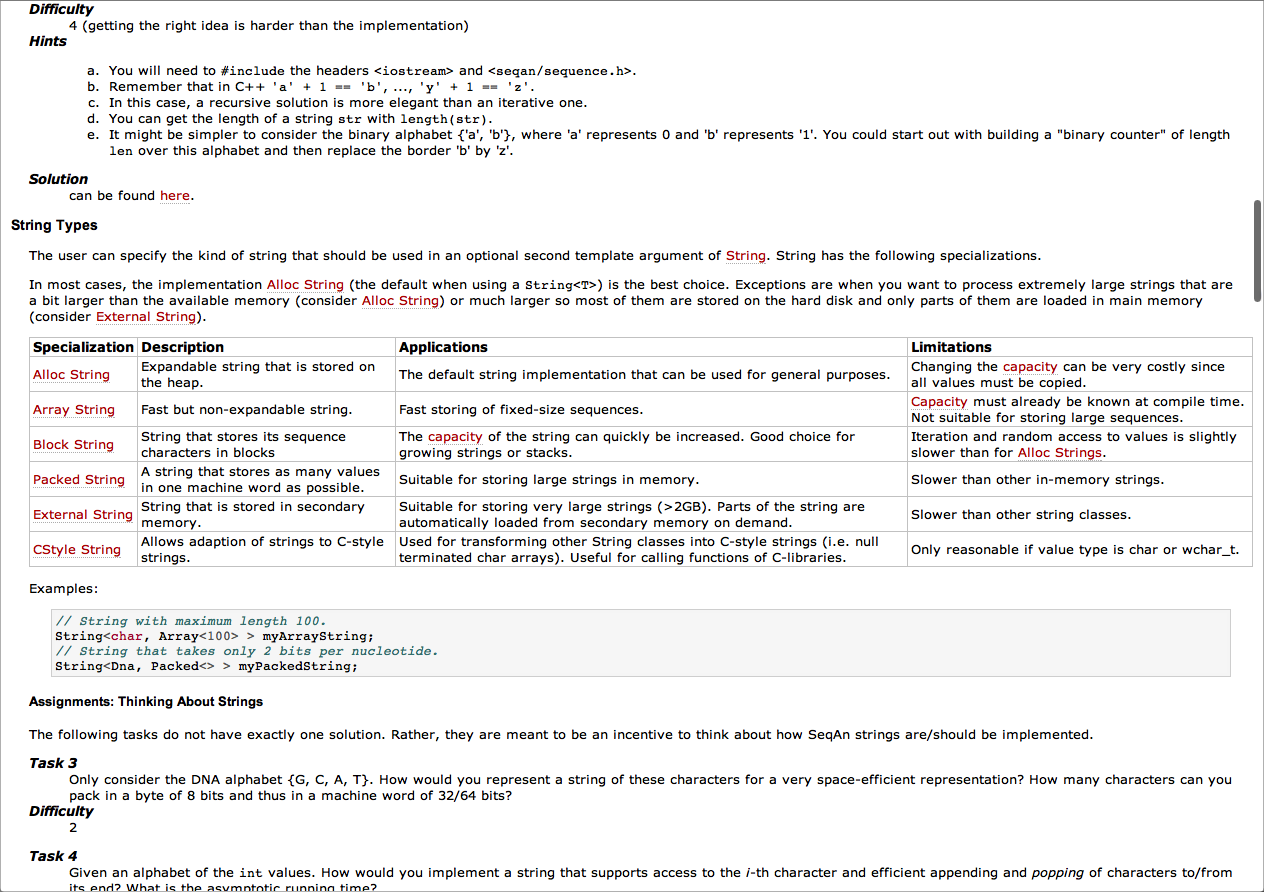 Difficulty
4 (getting the right idea is harder than the implementation)
Hints
a. You will need to #include the headers <iostream> and <seqan/sequence.h>.
b. Remember that in C++ 'a' + 1 == 'b', ..., 'y' + 1 == 'z'.
c. In this case, a recursive solution is more elegant than an iterative one.
d. You can get the length of a string str with length(str).
e. It might be simpler to consider the binary alphabet {'a', 'b'}, where 'a' represents 0 and 'b' represents '1'. You could start out with building a "binary counter" of length
len over this alphabet and then replace the border 'b' by 'z'.
Solution
can be found here.
String Types
The user can specify the kind of string that should be used in an optional second template argument of String. String has the following specializations.
In most cases, the implementation Alloc String (the default when using a String<T>) is the best choice. Exceptions are when you want to process extremely large strings that are
a bit larger than the available memory (consider Alloc String) or much larger so most of them are stored on the hard disk and only parts of them are loaded in main memory
(consider External String).
Specialization Description Applications Limitations
Alloc String
Expandable string that is stored on
the heap.
The default string implementation that can be used for general purposes.
Changing the capacity can be very costly since
all values must be copied.
Array String
Fast but non-expandable string.
Fast storing of fixed-size sequences.
Capacity must already be known at compile time.
Not suitable for storing large sequences.
Block String
String that stores its sequence
characters in blocks
The capacity of the string can quickly be increased. Good choice for
growing strings or stacks.
Iteration and random access to values is slightly
slower than for Alloc Strings.
Packed String
A string that stores as many values
in one machine word as possible.
Suitable for storing large strings in memory.
Slower than other in-memory strings.
External String
String that is stored in secondary
memory.
Suitable for storing very large strings (>2GB). Parts of the string are
automatically loaded from secondary memory on demand.
Slower than other string classes.
CStyle String
Allows adaption of strings to C-style
strings.
Used for transforming other String classes into C-style strings (i.e. null
terminated char arrays). Useful for calling functions of C-libraries.
Only reasonable if value type is char or wchar_t.
Examples:
// String with maximum length 100.
String<char, Array<100> > myArrayString;
// String that takes only 2 bits per nucleotide.
String<Dna, Packed<> > myPackedString;
Assignments: Thinking About Strings
The following tasks do not have exactly one solution. Rather, they are meant to be an incentive to think about how SeqAn strings are/should be implemented.
Task 3
Only consider the DNA alphabet {G, C, A, T}. How would you represent a string of these characters for a very space-efficient representation? How many characters can you
pack in a byte of 8 bits and thus in a machine word of 32/64 bits?
Difficulty
2
Task 4
Given an alphabet of the int values. How would you implement a string that supports access to the i-th character and efficient appending and popping of characters to/from
its end? What is the asymptotic running time?